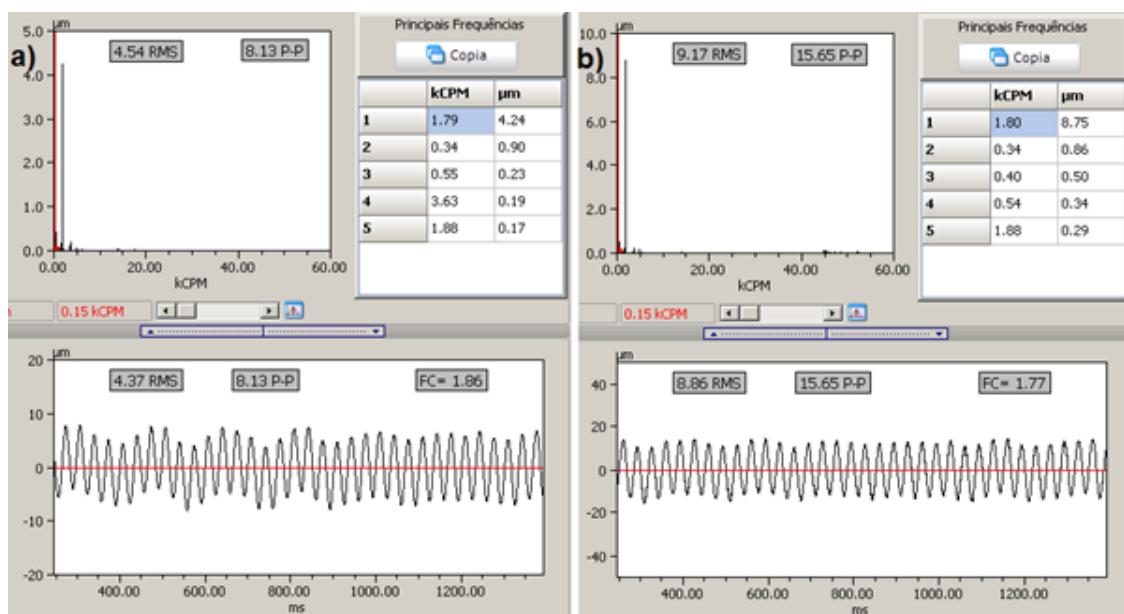 a)
µm
5.0
4.0
3.0
2.0
1.0
0.0
4.54 RMS 8.13 P-P
0.00 20.00 40.00 60.00
kCPM
Principais Frequências
Copia
kCPM µm
1 1.79 4.24
2 0.34 0.90
3 0.55 0.23
4 3.63 0.19
5 1.88 0.17
0.15 kCPM
µm
20
10
0
-10
-20
4.37 RMS 8.13 P-P FC= 1.86
400.00 600.00 800.00 1000.00 1200.00
ms
b)
µm
10.0
8.0
6.0
4.0
2.0
0.0
9.17 RMS 15.65 P-P
0.00 20.00 40.00 60.00
kCPM
Principais Frequências
Copia
kCPM µm
1 1.80 8.75
2 0.34 0.86
3 0.40 0.50
4 0.54 0.34
5 1.88 0.29
0.15 kCPM
µm
40
20
0
-20
-40
8.86 RMS 15.65 P-P FC= 1.77
400.00 600.00 800.00 1000.00 1200.00
ms